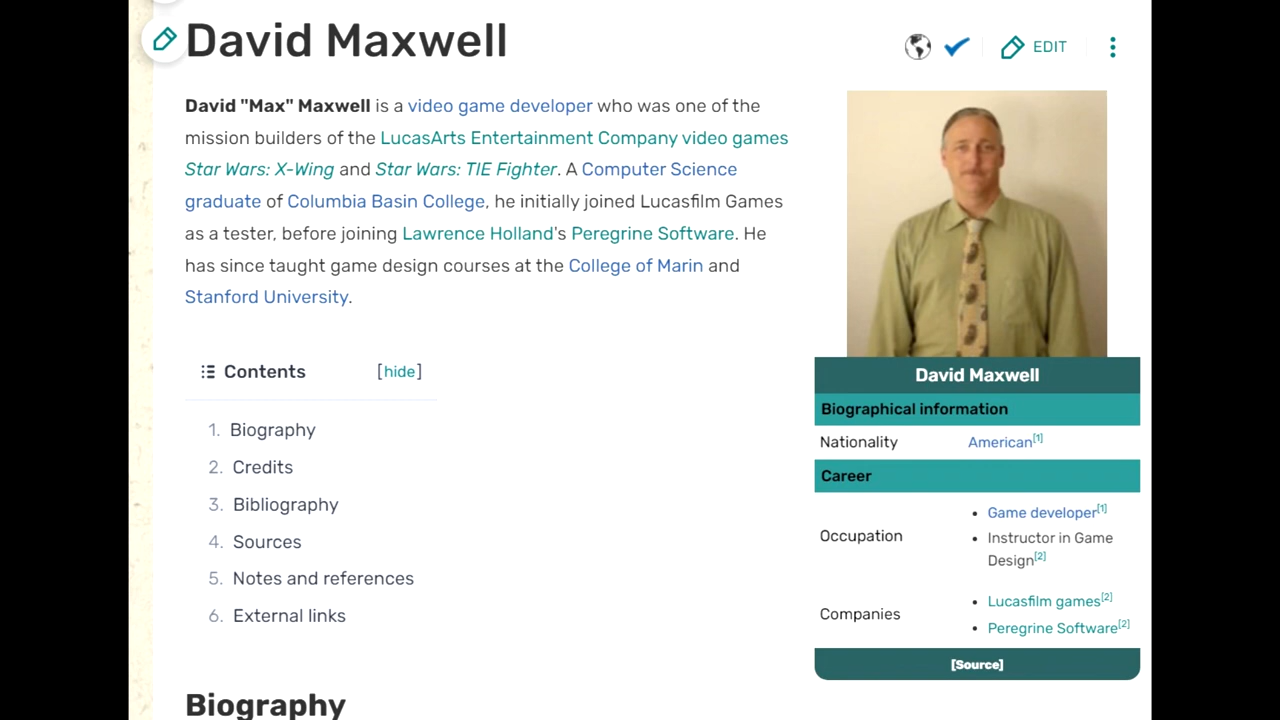 David Maxwell
EDIT
David "Max" Maxwell is a video game developer who was one of the
mission builders of the LucasArts Entertainment Company video games
Star Wars: X-Wing and Star Wars: TIE Fighter. A Computer Science
graduate of Columbia Basin College, he initially joined Lucasfilm Games
as a tester, before joining Lawrence Holland's Peregrine Software. He
has since taught game design courses at the College of Marin and
Stanford University.
Contents [hide]
1. Biography
2. Credits
3. Bibliography
4. Sources
5. Notes and references
6. External links
David Maxwell
Biographical information
Nationality American[1]
Career
Occupation
• Game developer[1]
• Instructor in Game
Design[2]
Companies
• Lucasfilm games[2]
• Peregrine Software[2]
[Source]
Biography